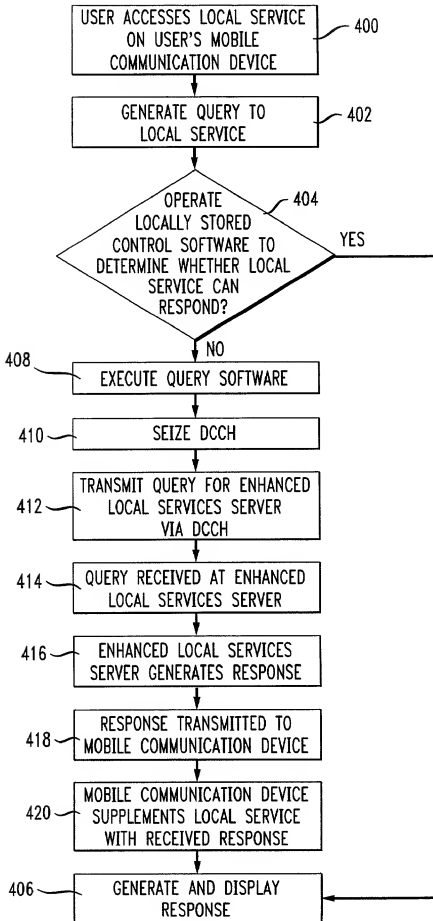 USER ACCESSES LOCAL SERVICE
ON USER'S MOBILE
COMMUNICATION DEVICE
400
GENERATE QUERY TO
LOCAL SERVICE
402
OPERATE
LOCALLY STORED
CONTROL SOFTWARE TO
DETERMINE WHETHER LOCAL
SERVICE CAN
RESPOND?
404
YES
NO
408
EXECUTE QUERY SOFTWARE
410
SEIZE DCCH
412
TRANSMIT QUERY FOR ENHANCED
LOCAL SERVICES SERVER
VIA DCCH
414
QUERY RECEIVED AT ENHANCED
LOCAL SERVICES SERVER
416
ENHANCED LOCAL SERVICES
SERVER GENERATES RESPONSE
418
RESPONSE TRANSMITTED TO
MOBILE COMMUNICATION DEVICE
420
MOBILE COMMUNICATION DEVICE
SUPPLEMENTS LOCAL SERVICE
WITH RECEIVED RESPONSE
406
GENERATE AND DISPLAY
RESPONSE